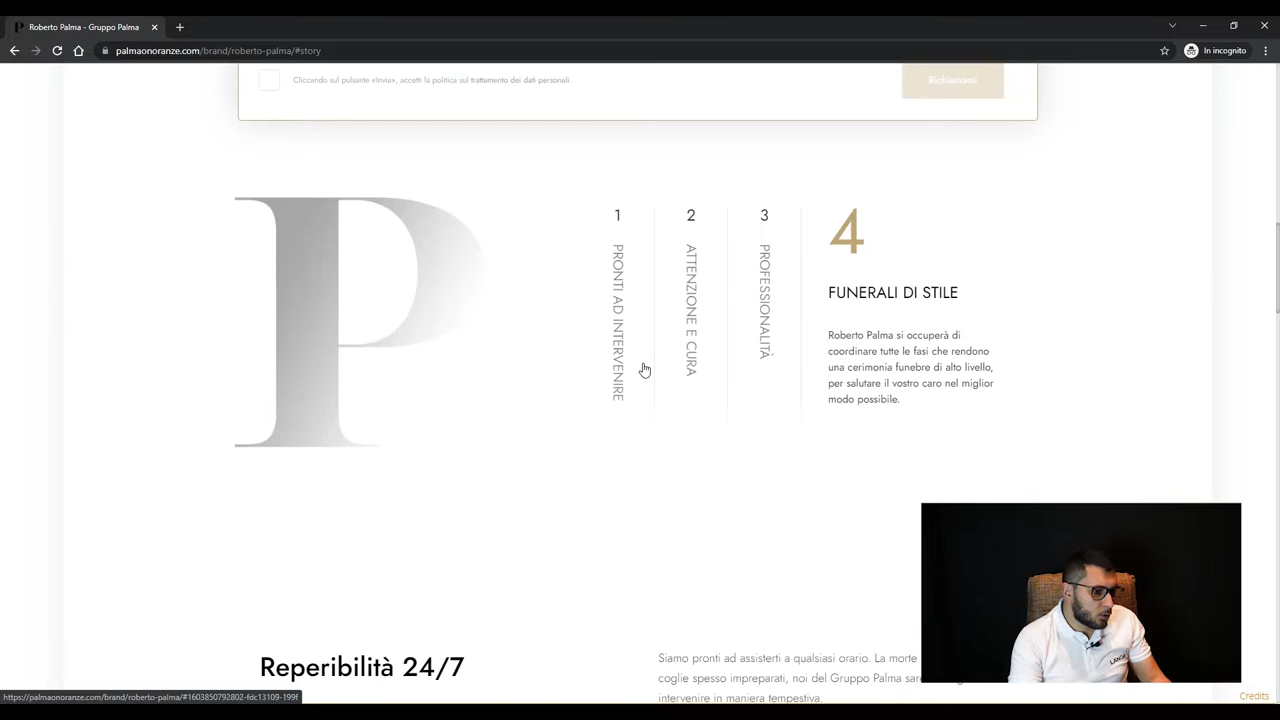 Roberto Palma - Gruppo Palma
palmaonoranze.com/brand/roberto-palma/#story
In incognito
Cliccando sul pulsante «Invia», accetti la politica sul trattamento dei dati personali.
Richiamami
P
1
PRONTI AD INTERVENIRE
2
ATTENZIONE E CURA
3
PROFESSIONALITÀ
4
FUNERALI DI STILE
Roberto Palma si occuperà di
coordinare tutte le fasi che rendono
una cerimonia funebre di alto livello,
per salutare il vostro caro nel miglior
modo possibile.
Reperibilità 24/7
Siamo pronti ad assisterti a qualsiasi orario. La morte
coglie spesso impreparati, noi del Gruppo Palma
intervenire in maniera tempestiva.
https://palmaonoranze.com/brand/roberto-palma/#1603850792802-fdc13109-199f
Credits